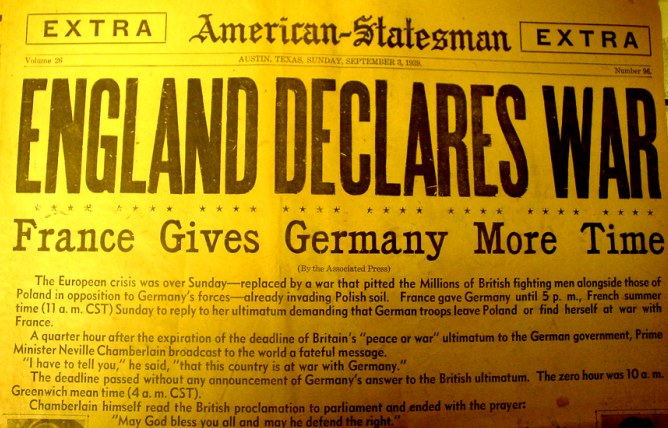 EXTRA American-Statesman EXTRA
Volume 26 AUSTIN, TEXAS, SUNDAY, SEPTEMBER 3, 1939. Number 96.
ENGLAND DECLARES WAR
France Gives Germany More Time
(By the Associated Press)
The European crisis was over Sunday—replaced by a war that pitted the Millions of British fighting men alongside those of
Poland in opposition to Germany's forces—already invading Polish soil. France gave Germany until 5 p. m., French summer
time (11 a. m. CST) Sunday to reply to her ultimatum demanding that German troops leave Poland or find herself at war with
France.
A quarter hour after the expiration of the deadline of Britain's "peace or war" ultimatum to the German government, Prime
Minister Neville Chamberlain broadcast to the world a fateful message.
"I have to tell you," he said, "that this country is at war with Germany."
The deadline passed without any announcement of Germany's answer to the British ultimatum. The zero hour was 10 a. m.
Greenwich mean time (4 a. m. CST).
Chamberlain himself read the British proclamation to parliament and ended with the prayer:
"May God bless you all and may he defend the right."